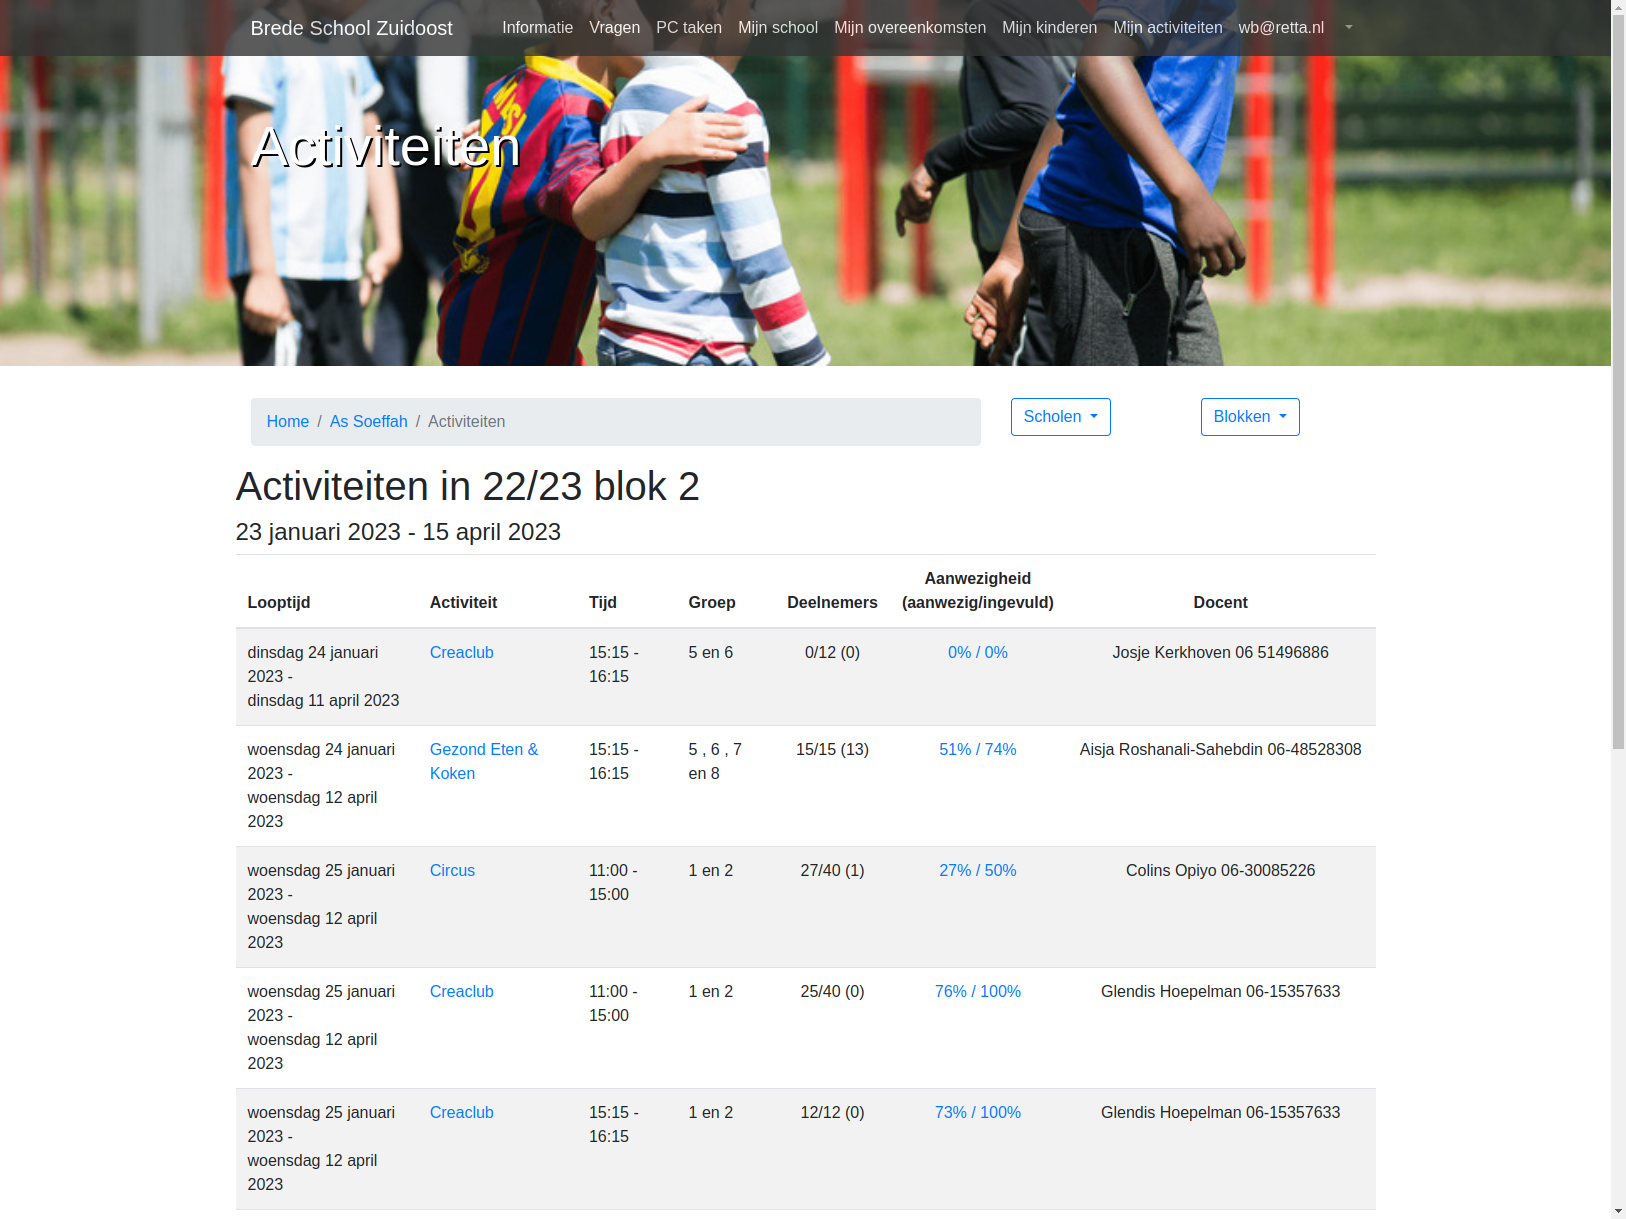 Brede School Zuidoost Informatie Vragen PC taken Mijn school Mijn overeenkomsten Mijn kinderen Mijn activiteiten wb@retta.nl
Activiteiten
Home / As Soeffah / Activiteiten
Scholen
Blokken
Activiteiten in 22/23 blok 2
23 januari 2023 - 15 april 2023
Looptijd Activiteit Tijd Groep Deelnemers Aanwezigheid (aanwezig/ingevuld) Docent
dinsdag 24 januari 2023 - dinsdag 11 april 2023 Creaclub 15:15 - 16:15 5 en 6 0/12 (0) 0% / 0% Josje Kerkhoven 06 51496886
woensdag 24 januari 2023 - woensdag 12 april 2023 Gezond Eten & Koken 15:15 - 16:15 5 , 6 , 7 en 8 15/15 (13) 51% / 74% Aisja Roshanali-Sahebdin 06-48528308
woensdag 25 januari 2023 - woensdag 12 april 2023 Circus 11:00 - 15:00 1 en 2 27/40 (1) 27% / 50% Colins Opiyo 06-30085226
woensdag 25 januari 2023 - woensdag 12 april 2023 Creaclub 11:00 - 15:00 1 en 2 25/40 (0) 76% / 100% Glendis Hoepelman 06-15357633
woensdag 25 januari 2023 - woensdag 12 april 2023 Creaclub 15:15 - 16:15 1 en 2 12/12 (0) 73% / 100% Glendis Hoepelman 06-15357633